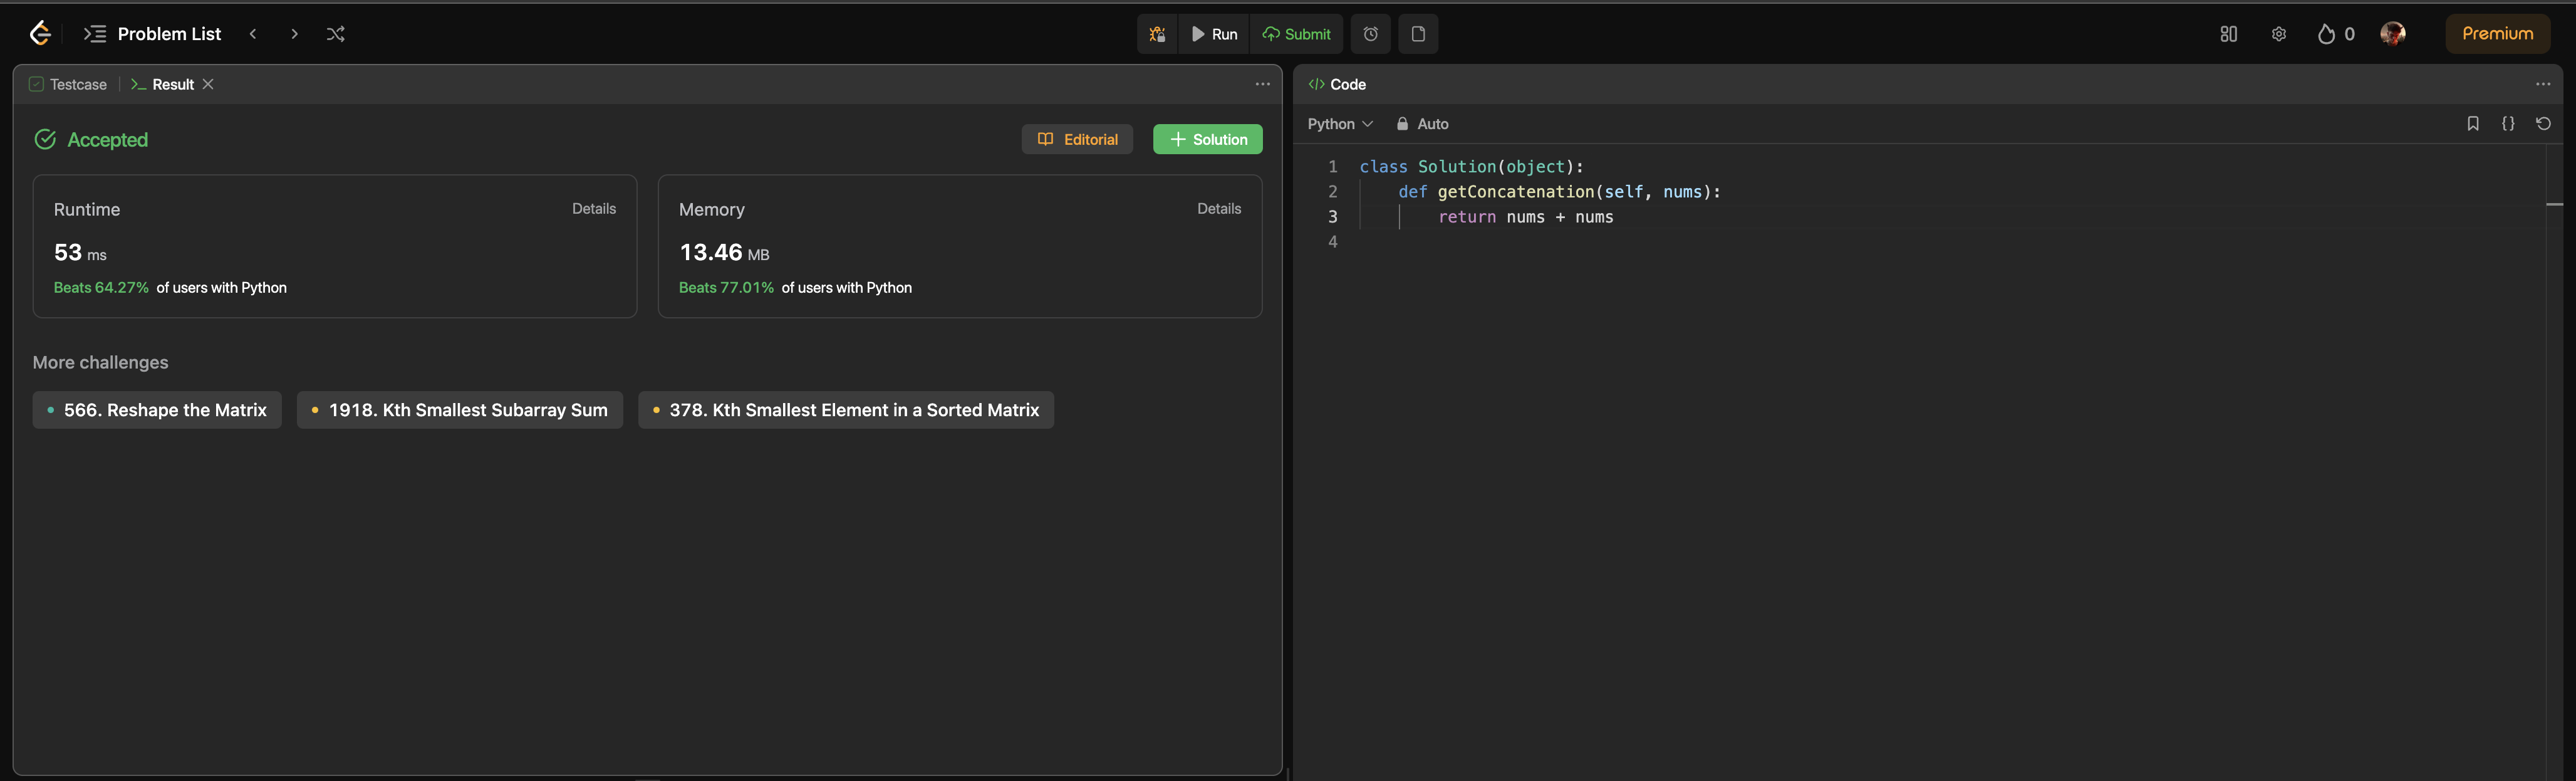 Problem List
Run
Submit
0
Premium
Testcase
Result
Accepted
Editorial
Solution
Runtime
Details
53 ms
Beats 64.27% of users with Python
Memory
Details
13.46 MB
Beats 77.01% of users with Python
More challenges
566. Reshape the Matrix
1918. Kth Smallest Subarray Sum
378. Kth Smallest Element in a Sorted Matrix
</> Code
Python
Auto
{}
1 class Solution(object):
2     def getConcatenation(self, nums):
3         return nums + nums
4